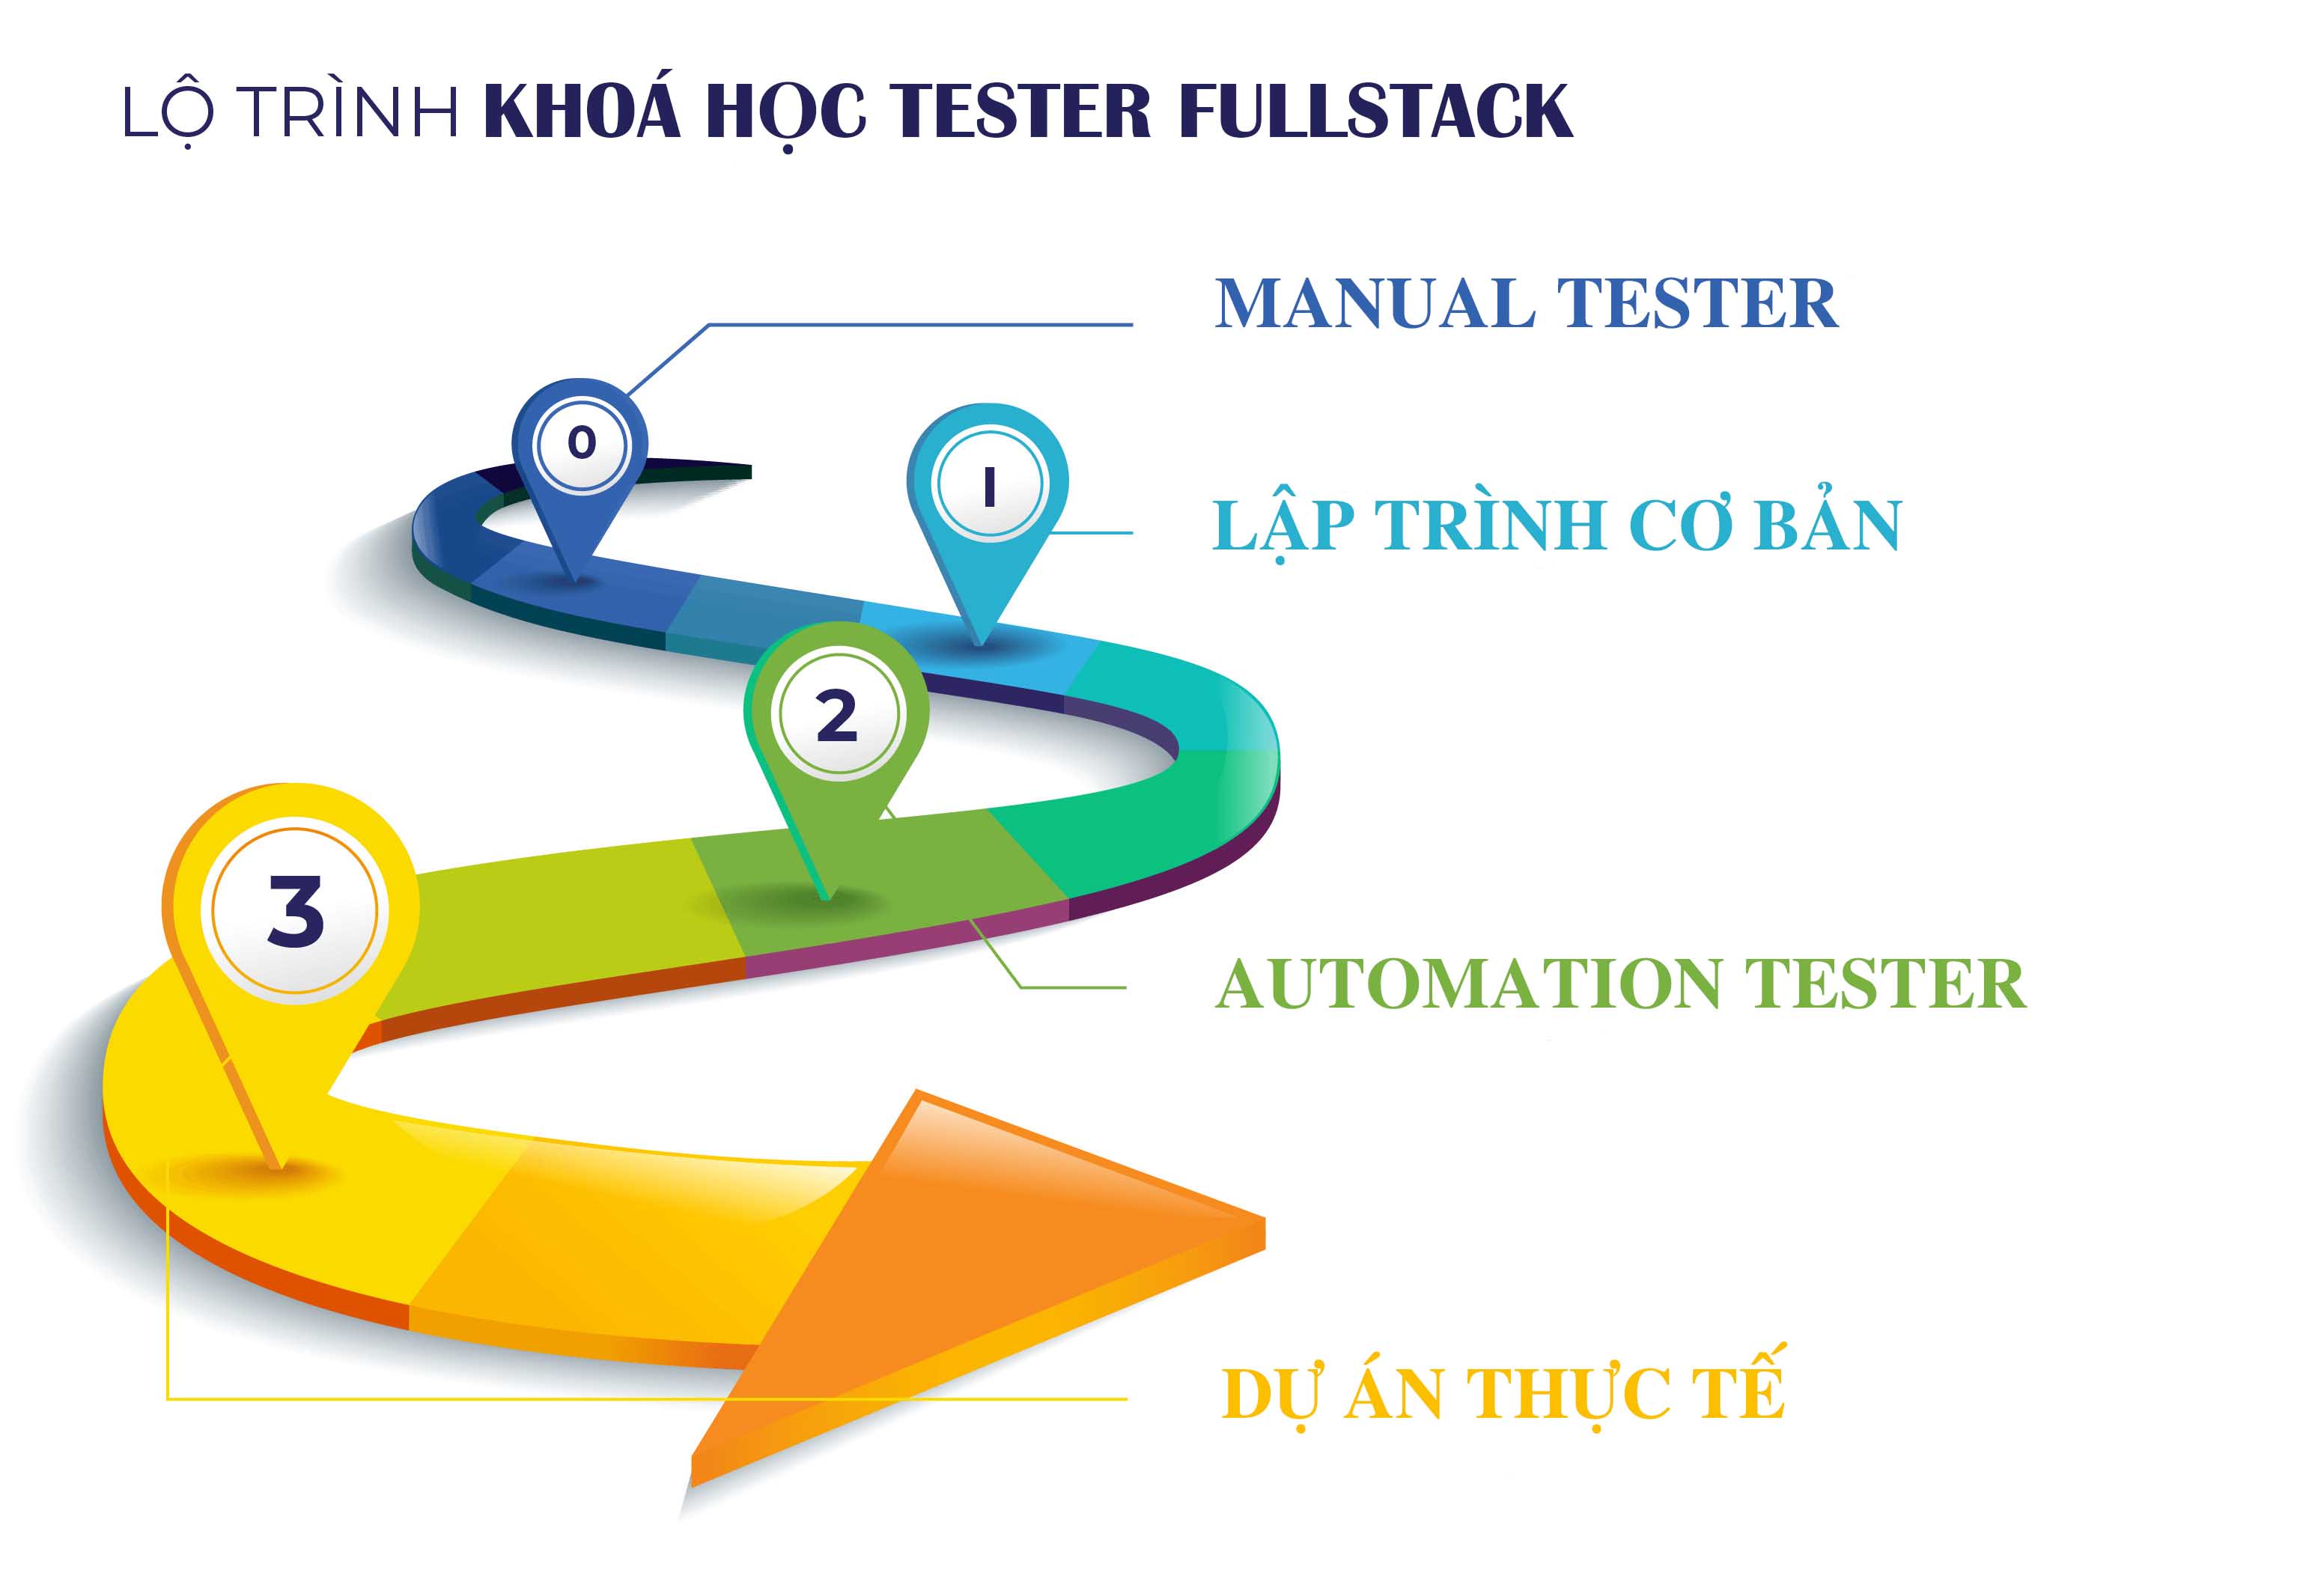 LỘ TRÌNH KHOÁ HỌC TESTER FULLSTACK
MANUAL TESTER
0
1
LẬP TRÌNH CƠ BẢN
2
3
AUTOMATION TESTER
DỰ ÁN THỰC TẾ